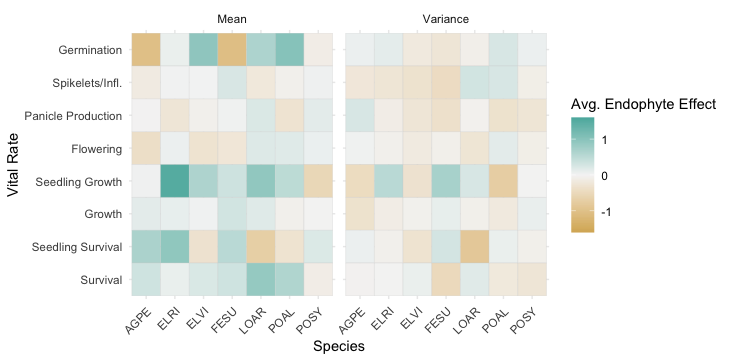 Mean Variance
Germination
Spikelets/Infl.
Panicle Production
Flowering
Seedling Growth
Growth
Seedling Survival
Survival
Vital Rate
AGPE ELRI ELVI FESU LOAR POAL POSY AGPE ELRI ELVI FESU LOAR POAL POSY
Species
Avg. Endophyte Effect
1
0
-1